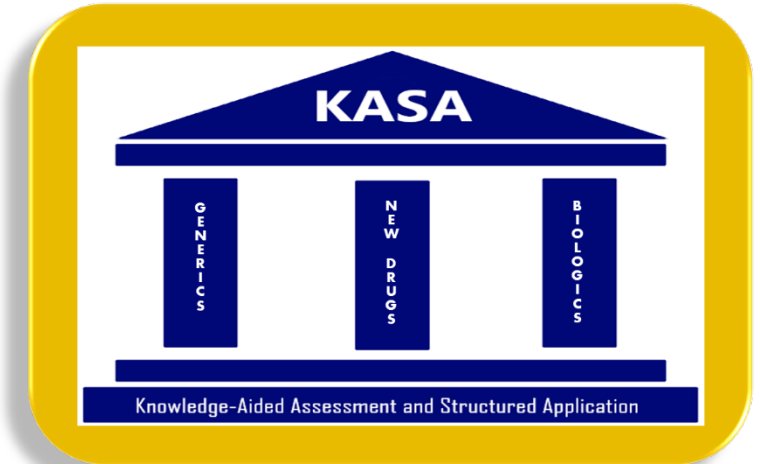 KASA
GENERICS
NEW DRUGS
BIOLOGICS
Knowledge-Aided Assessment and Structured Application